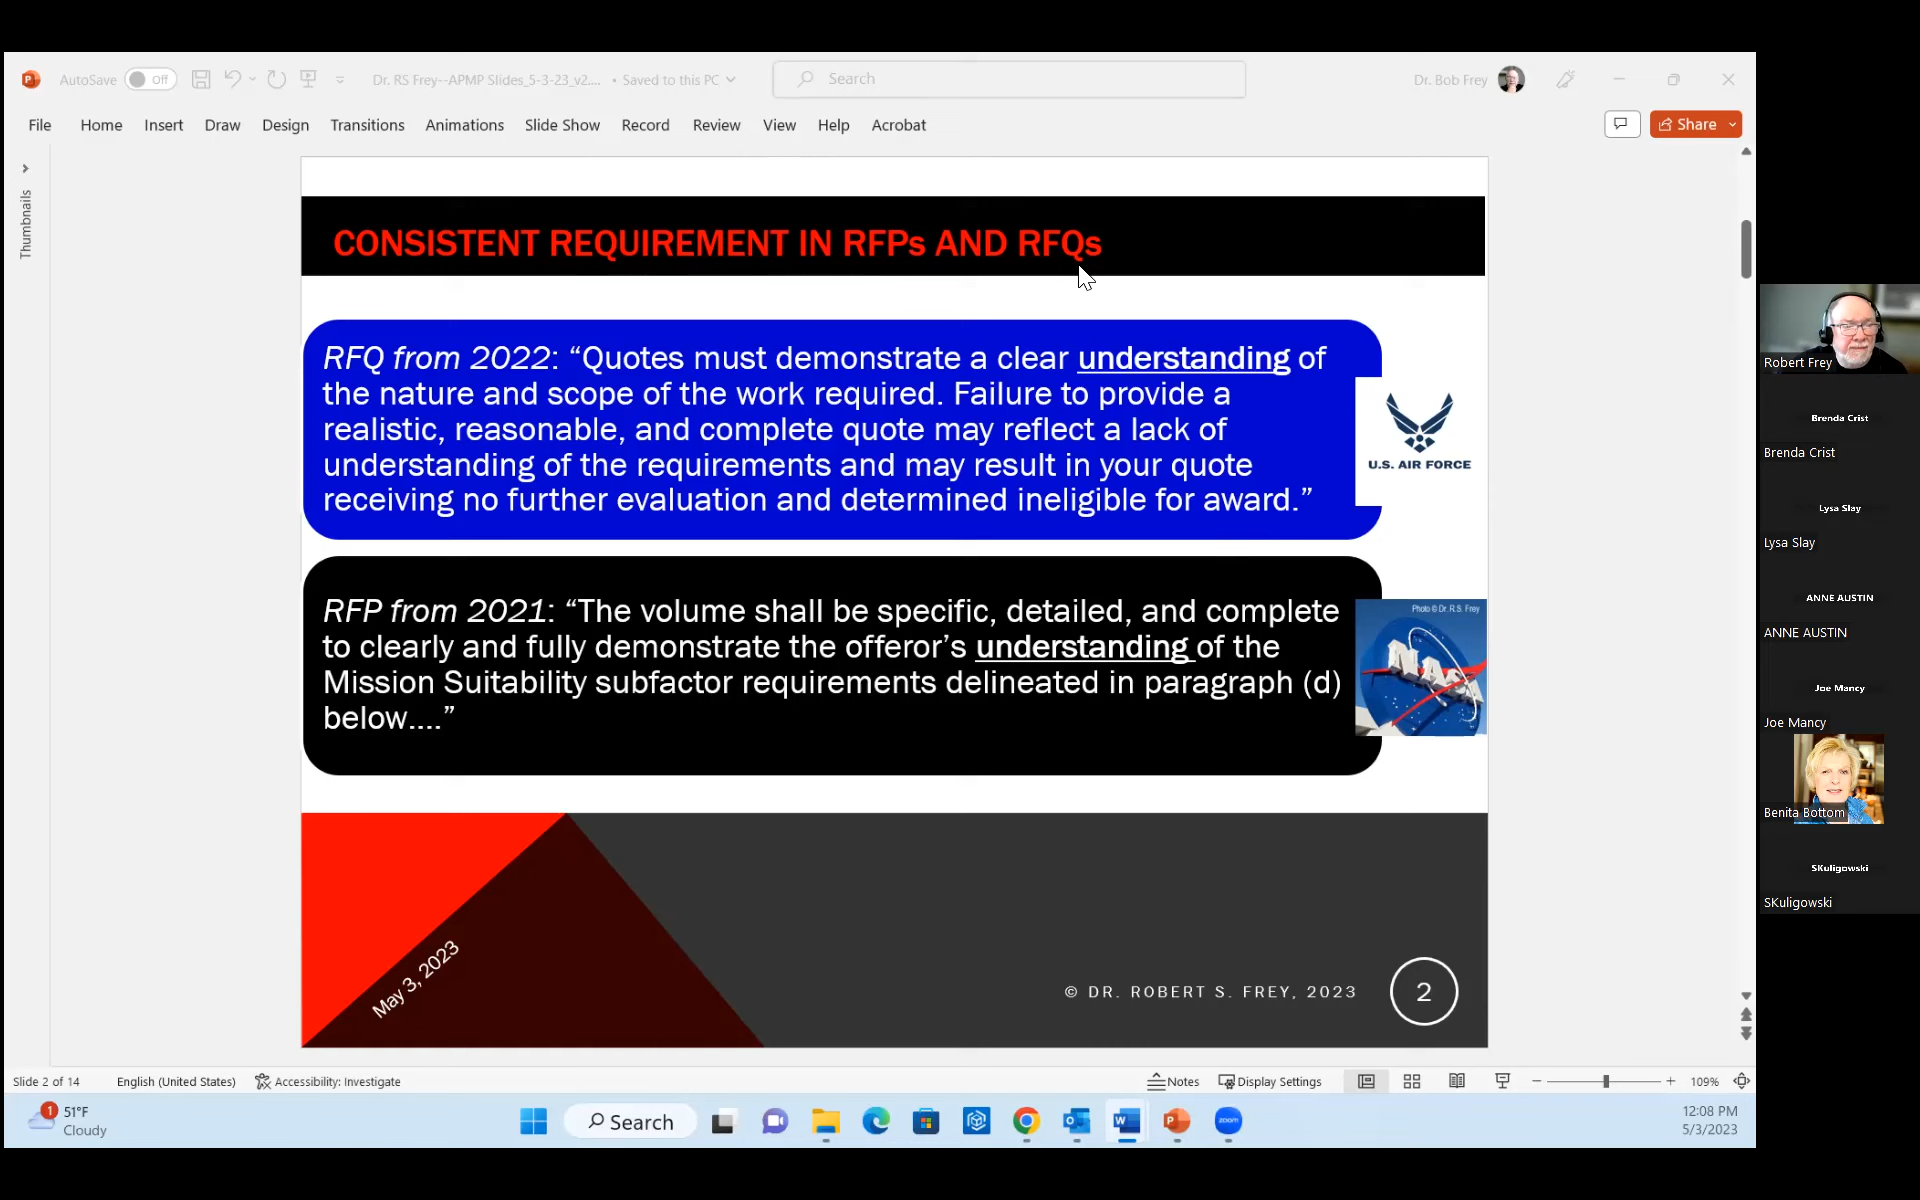 AutoSave Off Dr. RS Frey--APMP Slides_5-3-23_v2.... • Saved to this PC Search Dr. Bob Frey
File Home Insert Draw Design Transitions Animations Slide Show Record Review View Help Acrobat Share
Thumbnails
CONSISTENT REQUIREMENT IN RFPs AND RFQs
RFQ from 2022: “Quotes must demonstrate a clear understanding of
the nature and scope of the work required. Failure to provide a
realistic, reasonable, and complete quote may reflect a lack of
understanding of the requirements and may result in your quote
receiving no further evaluation and determined ineligible for award.”
U.S. AIR FORCE
RFP from 2021: “The volume shall be specific, detailed, and complete
to clearly and fully demonstrate the offeror’s understanding of the
Mission Suitability subfactor requirements delineated in paragraph (d)
below....”
Photo © Dr. R.S. Frey
NASA
May 3, 2023
© DR. ROBERT S. FREY, 2023
2
Robert Frey
Brenda Crist
Brenda Crist
Lysa Slay
Lysa Slay
ANNE AUSTIN
ANNE AUSTIN
Joe Mancy
Joe Mancy
Benita Bottom
SKuligowski
SKuligowski
Slide 2 of 14 English (United States) Accessibility: Investigate Notes Display Settings 109%
1
51°F
Cloudy
Search
zoom
12:08 PM
5/3/2023